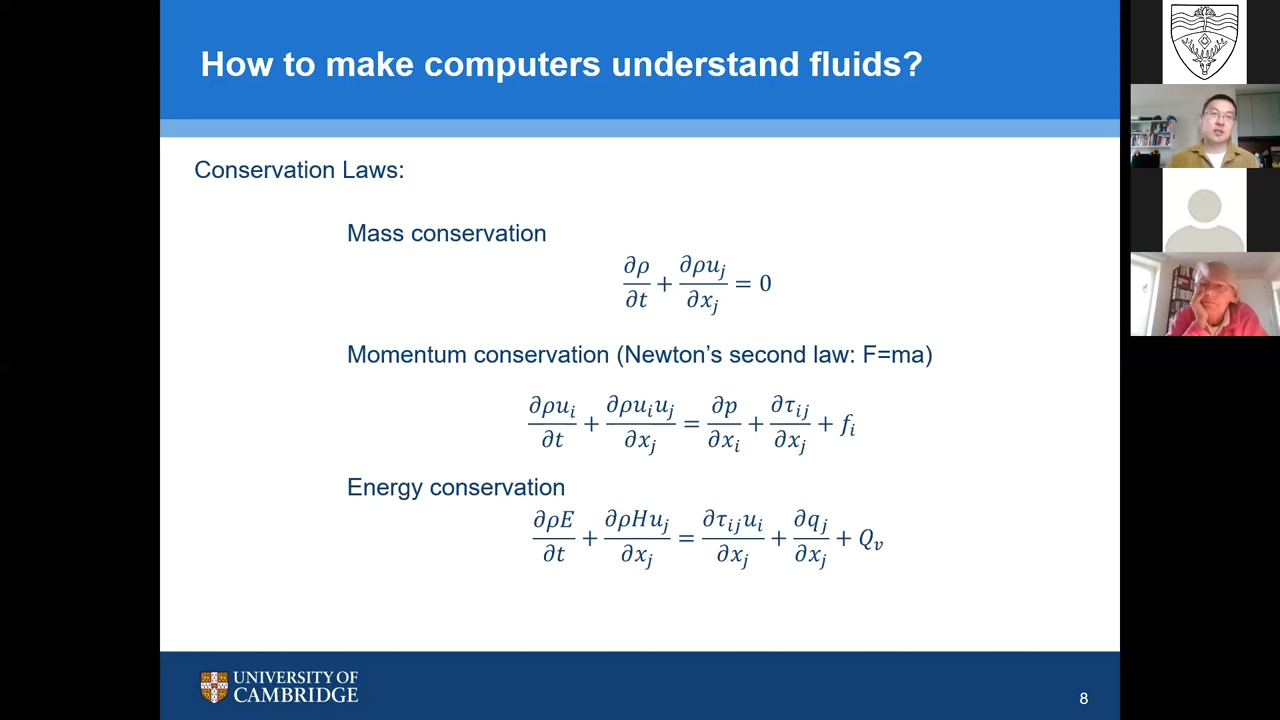 How to make computers understand fluids?
Conservation Laws:
Mass conservation
∂ρ/∂t + ∂ρu_j/∂x_j = 0
Momentum conservation (Newton’s second law: F=ma)
∂ρu_i/∂t + ∂ρu_iu_j/∂x_j = ∂p/∂x_i + ∂τ_ij/∂x_j + f_i
Energy conservation
∂ρE/∂t + ∂ρHu_j/∂x_j = ∂τ_iju_i/∂x_j + ∂q_j/∂x_j + Q_v
UNIVERSITY OF
CAMBRIDGE
8